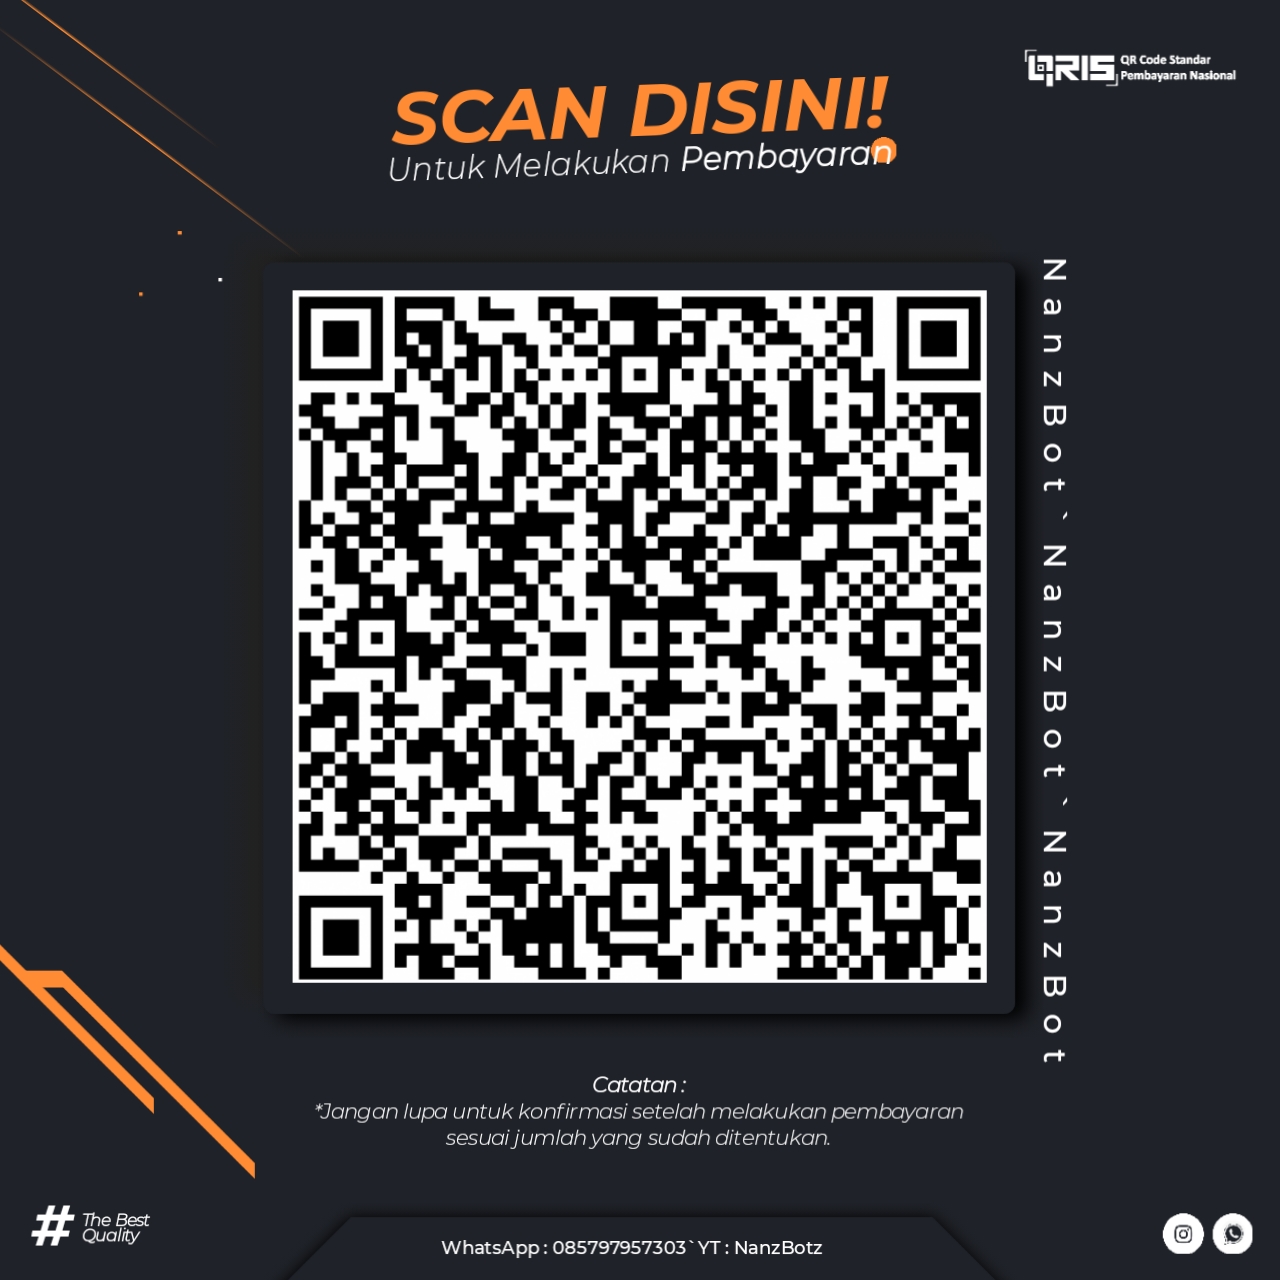 QRIS QR Code Standar
Pembayaran Nasional
SCAN DISINI!
Untuk Melakukan Pembayaran
NanzBot`NanzBot`NanzBot
Catatan :
*Jangan lupa untuk konfirmasi setelah melakukan pembayaran
sesuai jumlah yang sudah ditentukan.
# The Best
Quality
WhatsApp : 085797957303`YT : NanzBotz